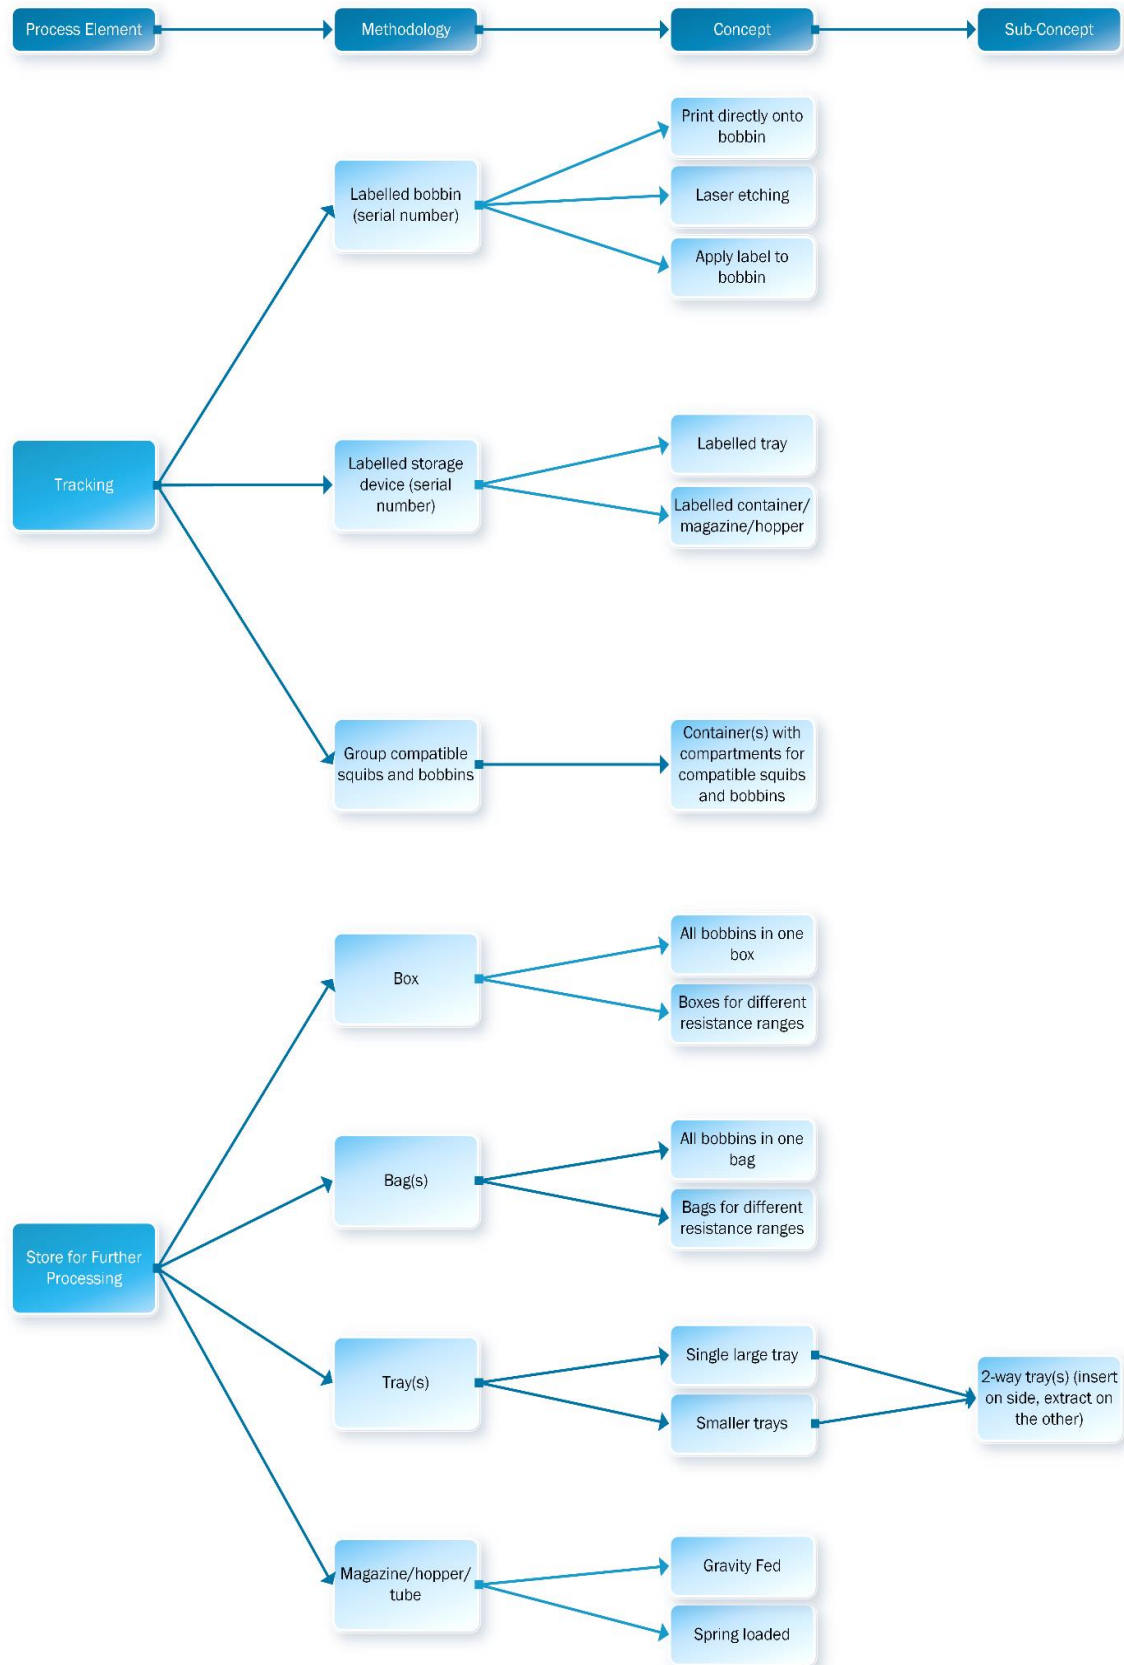 Process Element
Methodology
Concept
Sub-Concept
Print directly onto
bobbin
Labelled bobbin
(serial number)
Laser etching
Apply label to
bobbin
Tracking
Labelled storage
device (serial
number)
Labelled tray
Labelled container/
magazine/hopper
Group compatible
squibs and bobbins
Container(s) with
compartments for
compatible squibs
and bobbins
Box
All bobbins in one
box
Boxes for different
resistance ranges
Bag(s)
All bobbins in one
bag
Bags for different
resistance ranges
Store for Further
Processing
Tray(s)
Single large tray
Smaller trays
2-way tray(s) (insert
on side, extract on
the other)
Magazine/hopper/
tube
Gravity Fed
Spring loaded